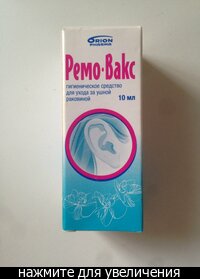 ORION
PHARMA
Ремо-Вакс
гигиеническое средство
для ухода за ушной
раковиной
10 мл
нажмите для увеличения